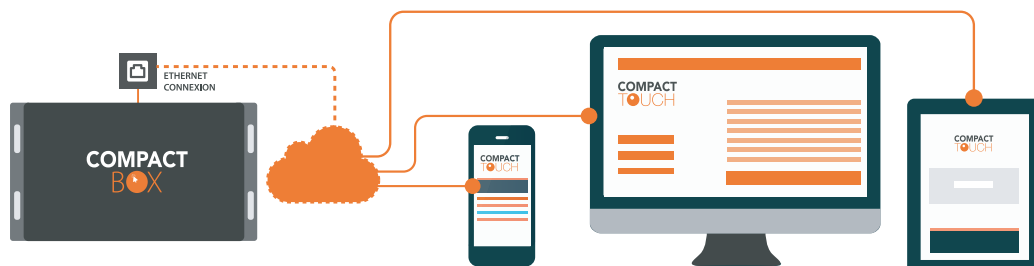 ETHERNET
CONNEXION
COMPACT
BOX
COMPACT
TOUCH
COMPACT
TOUCH
COMPACT
TOUCH